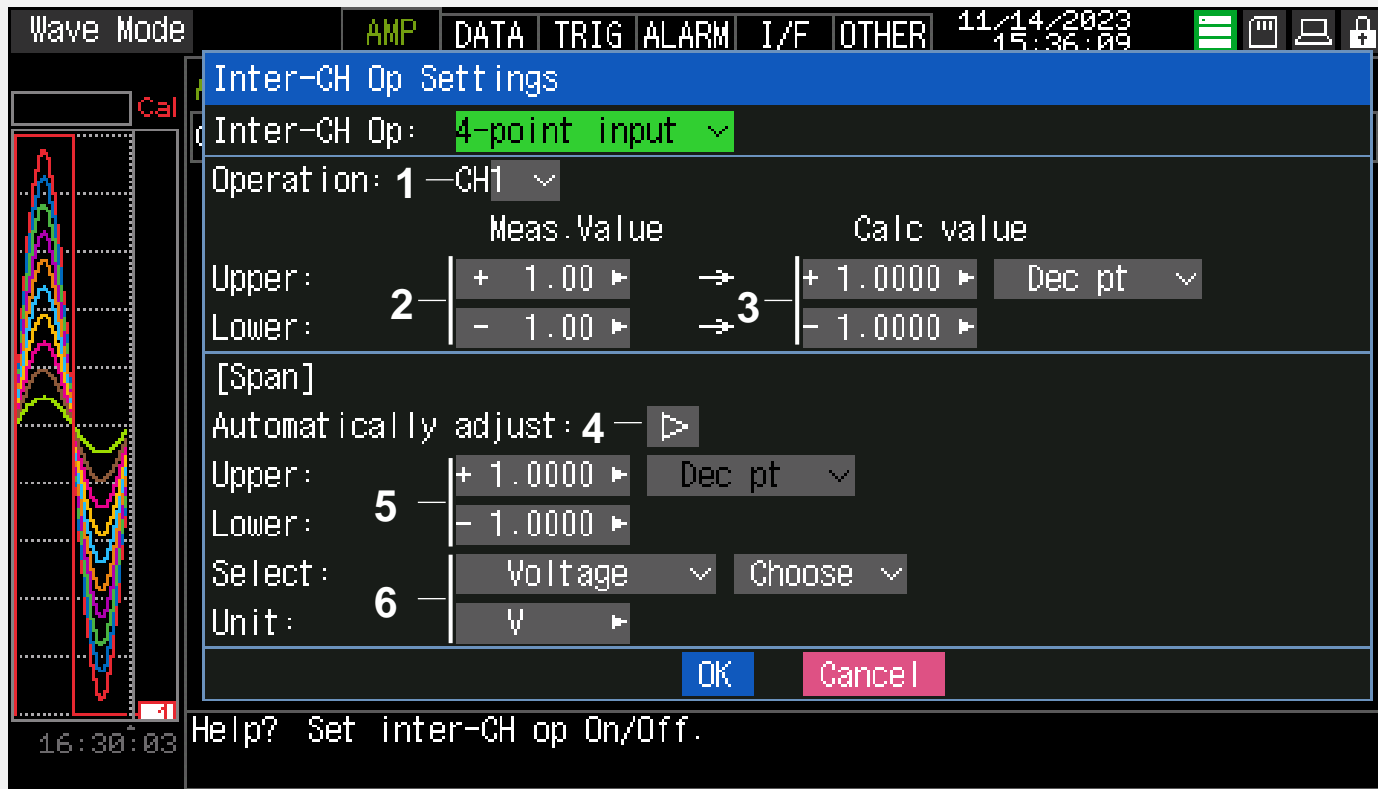 Wave Mode AMP DATA TRIG ALARM I/F OTHER 11/14/2023 15:36:09
Inter-CH Op Settings
Cal
Inter-CH Op: 4-point input
Operation: 1 CH1
Meas.Value Calc value
Upper: + 1.00 → + 1.0000 Dec pt
2 3
Lower: - 1.00 → - 1.0000
[Span]
Automatically adjust: 4
Upper: + 1.0000 Dec pt
5
Lower: - 1.0000
Select: Voltage Choose
6
Unit: V
OK Cancel
1
Help? Set inter-CH op On/Off.
16:30:03